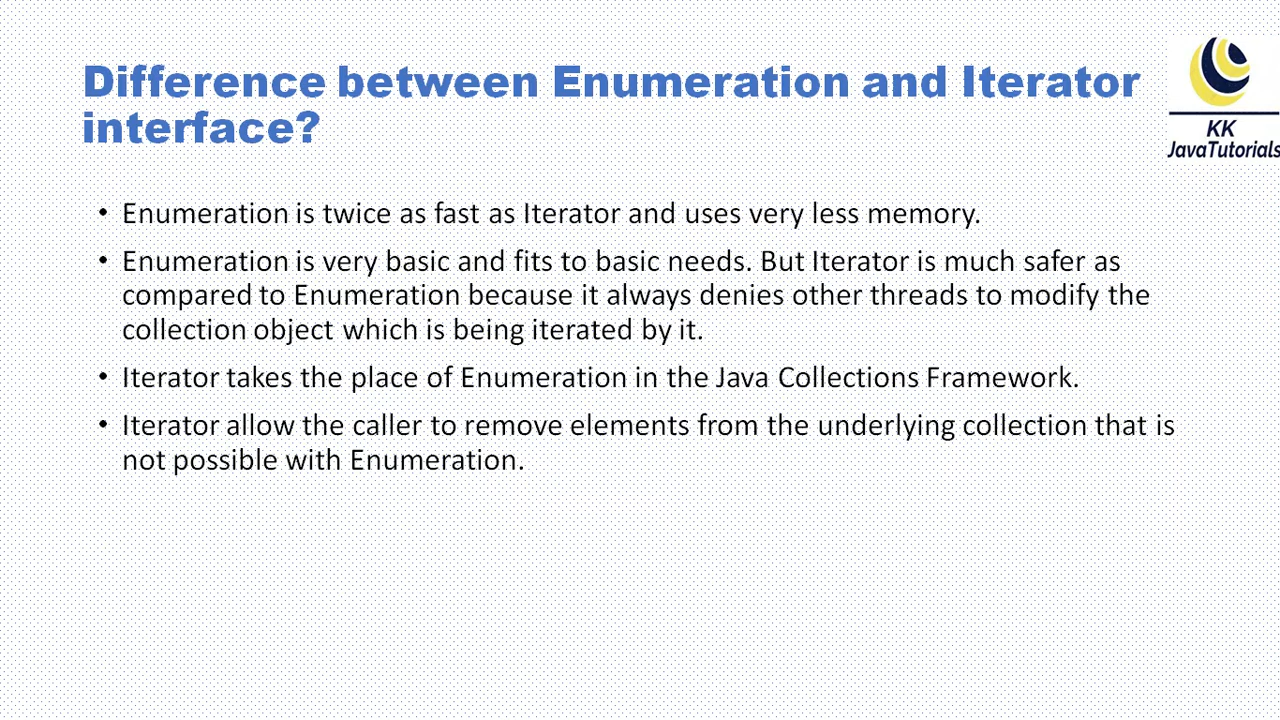 Difference between Enumeration and Iterator
interface?
KK
JavaTutorials
• Enumeration is twice as fast as Iterator and uses very less memory.
• Enumeration is very basic and fits to basic needs. But Iterator is much safer as
compared to Enumeration because it always denies other threads to modify the
collection object which is being iterated by it.
• Iterator takes the place of Enumeration in the Java Collections Framework.
• Iterator allow the caller to remove elements from the underlying collection that is
not possible with Enumeration.